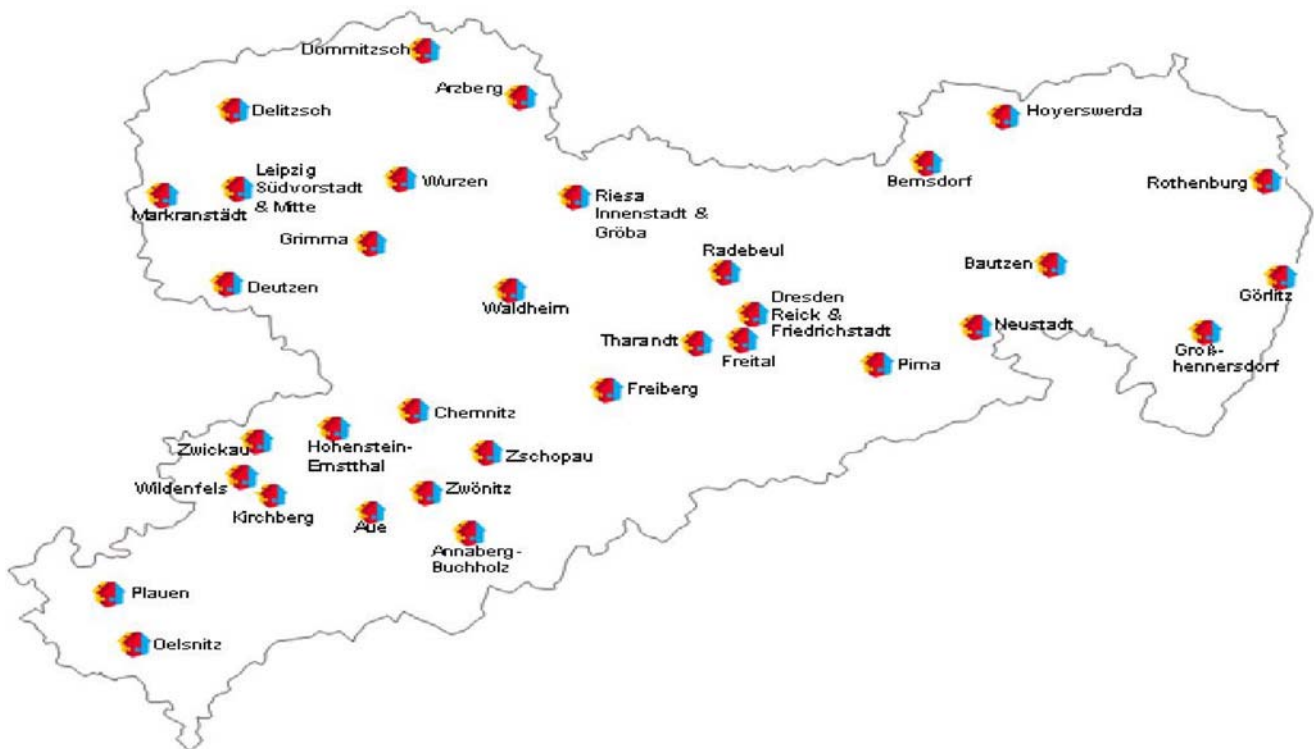 Dommitzsch
Arzberg
Delitzsch
Hoyerswerda
Bernsdorf
Leipzig
Südvorstadt
& Mitte
Wurzen
Rothenburg
Riesa
Innenstadt &
Gröba
Markranstädt
Grimma
Radebeul
Bautzen
Deutzen
Görlitz
Waldheim
Dresden
Reick &
Friedrichstadt
Neustadt
Tharandt
Freital
Groß-
hennersdorf
Pirna
Freiberg
Chemnitz
Zwickau
Hohenstein-
Ernstthal
Zschopau
Wildenfels
Zwönitz
Kirchberg
Aue
Annaberg-
Buchholz
Plauen
Oelsnitz